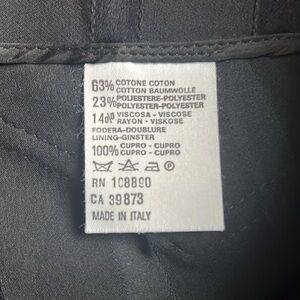 63% COTONE COTON
COTTON BAUMWOLLE
23% POLIESTERE-POLYESTER
POLYESTER-POLYESTER
14% VISCOSA - VISCOSE
RAYON - VISKOSE
FODERA-DOUBLURE
LINING-GINSTER
100% CUPRO - CUPRO
CUPRO - CUPRO
RN 108890
CA 39873
MADE IN ITALY